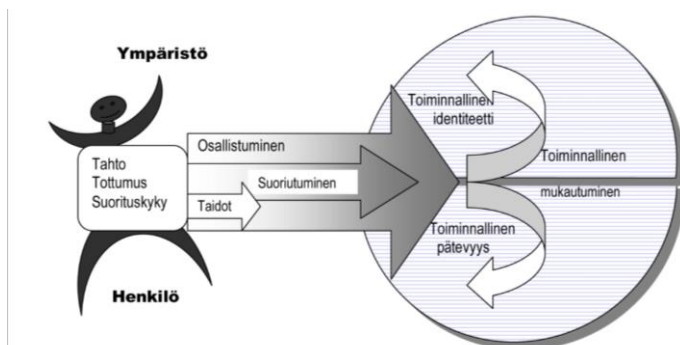 Ympäristö
Tahto
Tottumus
Suorituskyky
Henkilö
Osallistuminen
Suoriutuminen
Taidot
Toiminnallinen
identiteetti
Toiminnallinen
mukautuminen
Toiminnallinen
pätevyys